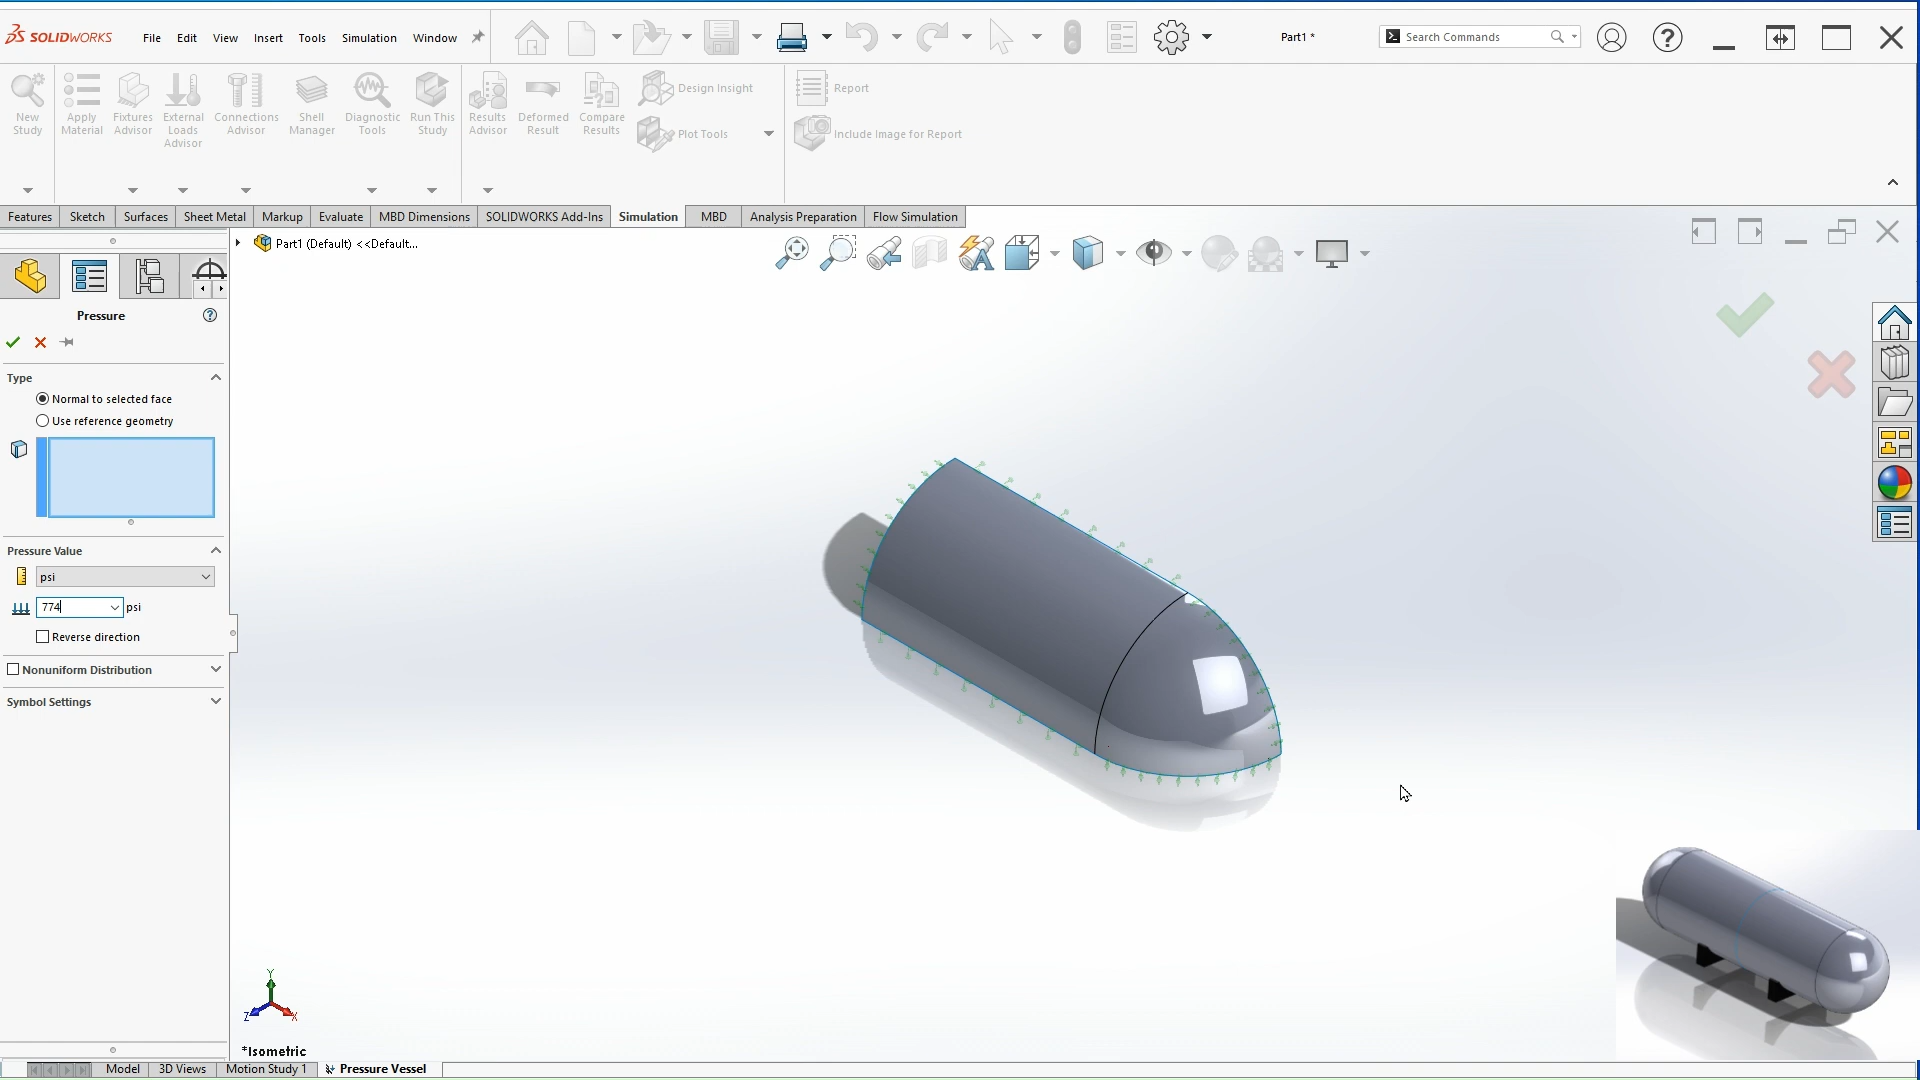 SOLIDWORKS File Edit View Insert Tools Simulation Window Part1 * Search Commands
New Study
Apply Material
Fixtures Advisor
External Loads Advisor
Connections Advisor
Shell Manager
Diagnostic Tools
Run This Study
Results Advisor
Deformed Result
Compare Results
Design Insight
Plot Tools
Report
Include Image for Report
Features Sketch Surfaces Sheet Metal Markup Evaluate MBD Dimensions SOLIDWORKS Add-Ins Simulation MBD Analysis Preparation Flow Simulation
Part1 (Default) <<Default...
Pressure
Type
Normal to selected face
Use reference geometry
Pressure Value
psi
774 psi
Reverse direction
Nonuniform Distribution
Symbol Settings
Y
Z X
*Isometric
Model 3D Views Motion Study 1 Pressure Vessel